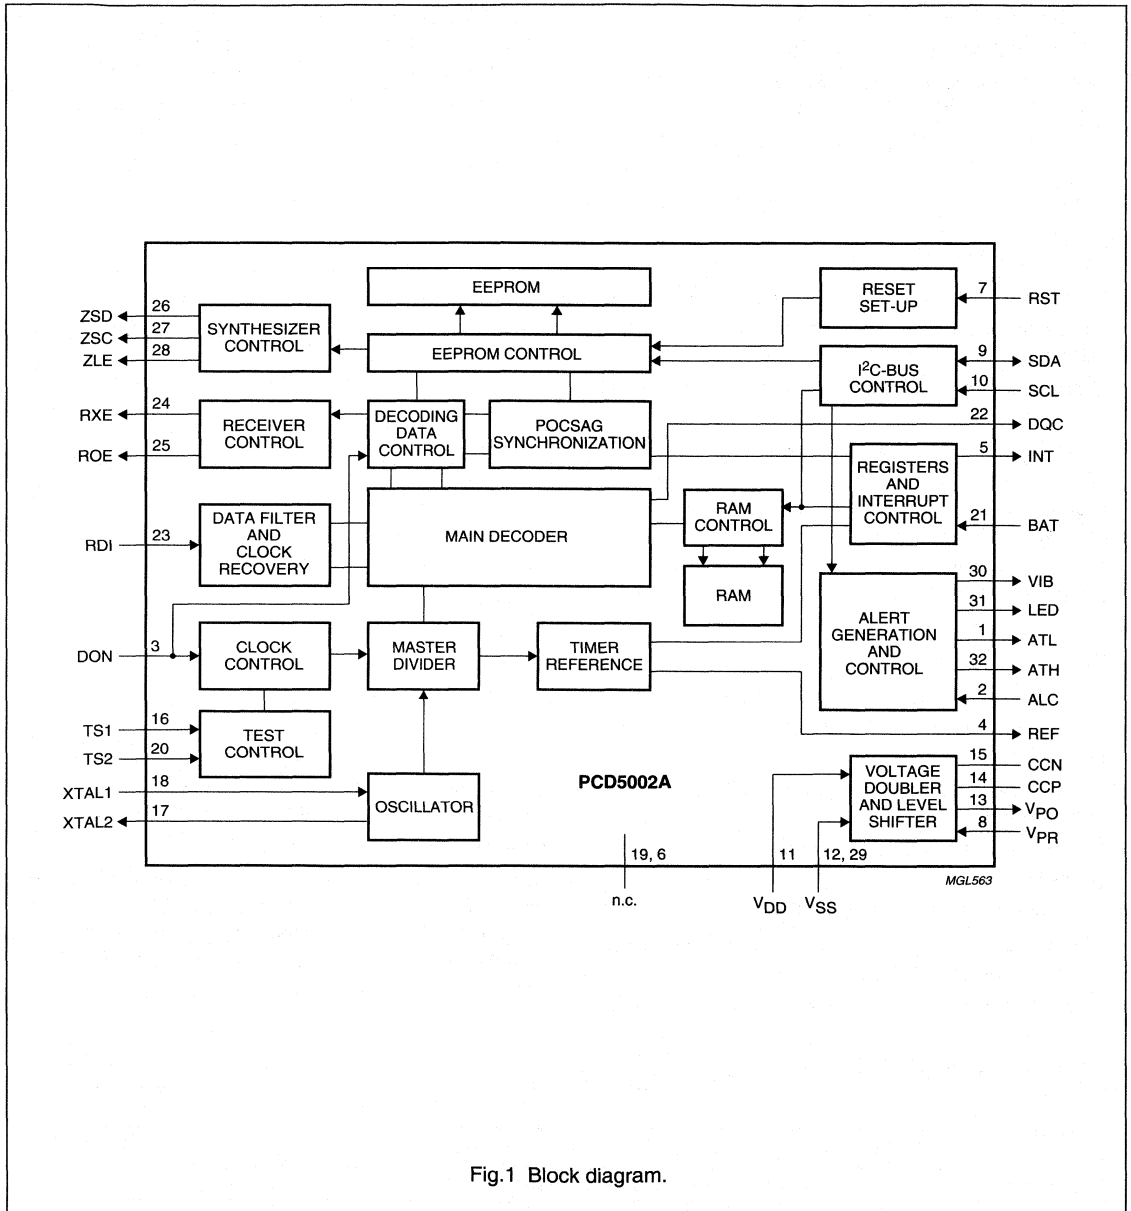 EEPROM
RESET
SET-UP
7
RST
ZSD
26
ZSC
27
ZLE
28
SYNTHESIZER
CONTROL
EEPROM CONTROL
I²C-BUS
CONTROL
9
SDA
10
SCL
22
DQC
RXE
24
ROE
25
RECEIVER
CONTROL
DECODING
DATA
CONTROL
POCSAG
SYNCHRONIZATION
5
INT
REGISTERS
AND
INTERRUPT
CONTROL
21
BAT
RDI
23
DATA FILTER
AND
CLOCK
RECOVERY
MAIN DECODER
RAM
CONTROL
RAM
30
VIB
31
LED
1
ATL
32
ATH
2
ALC
4
REF
ALERT
GENERATION
AND
CONTROL
DON
3
CLOCK
CONTROL
MASTER
DIVIDER
TIMER
REFERENCE
TS1
16
TS2
20
TEST
CONTROL
XTAL1
18
XTAL2
17
OSCILLATOR
PCD5002A
VOLTAGE
DOUBLER
AND LEVEL
SHIFTER
15
CCN
14
CCP
13
VPO
8
VPR
19, 6
11
12, 29
n.c.
VDD
VSS
MGL563
Fig.1 Block diagram.